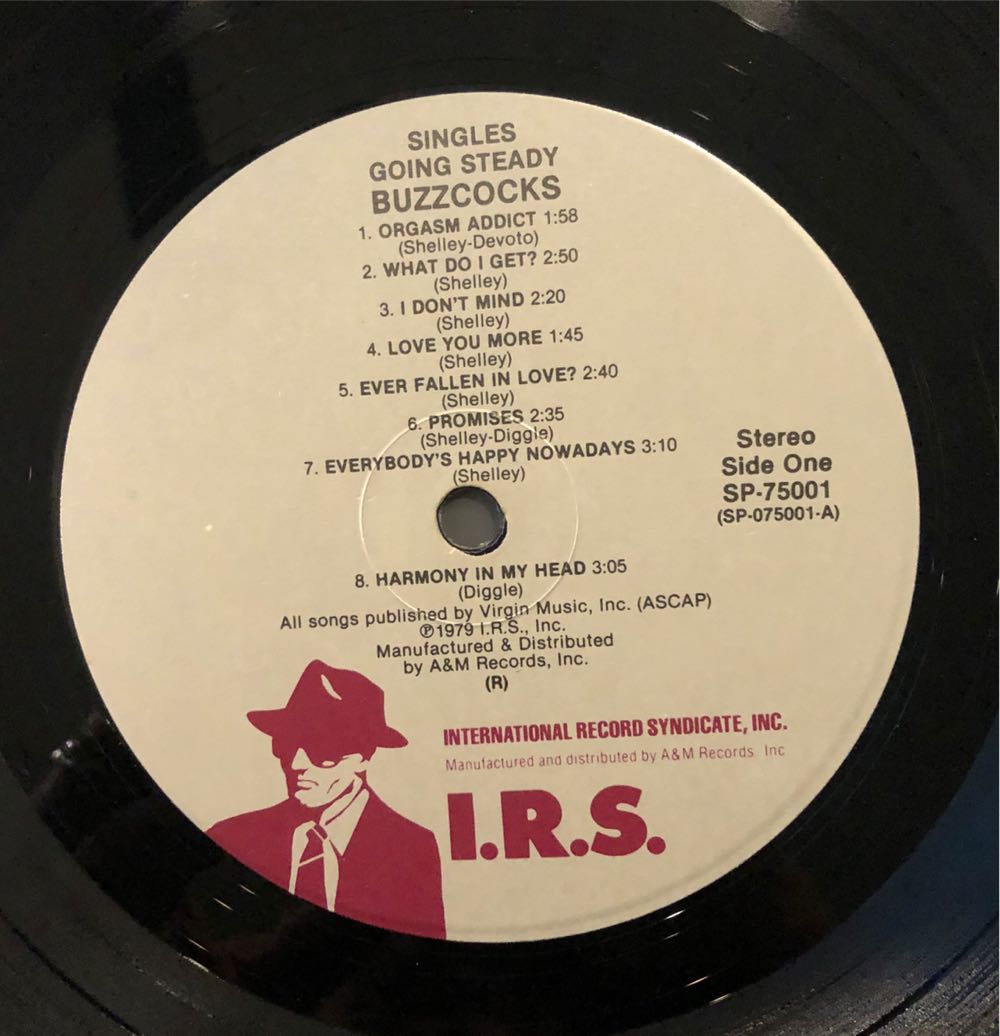 SINGLES
GOING STEADY
BUZZCOCKS
1. ORGASM ADDICT 1:58
(Shelley-Devoto)
2. WHAT DO I GET? 2:50
(Shelley)
3. I DON'T MIND 2:20
(Shelley)
4. LOVE YOU MORE 1:45
(Shelley)
5. EVER FALLEN IN LOVE? 2:40
(Shelley)
6. PROMISES 2:35
(Shelley-Diggle)
7. EVERYBODY'S HAPPY NOWADAYS 3:10
(Shelley)
Stereo
Side One
SP-75001
(SP-075001-A)
8. HARMONY IN MY HEAD 3:05
(Diggle)
All songs published by Virgin Music, Inc. (ASCAP)
℗1979 I.R.S., Inc.
Manufactured & Distributed
by A&M Records, Inc.
(R)
INTERNATIONAL RECORD SYNDICATE, INC.
Manufactured and distributed by A&M Records Inc
I.R.S.